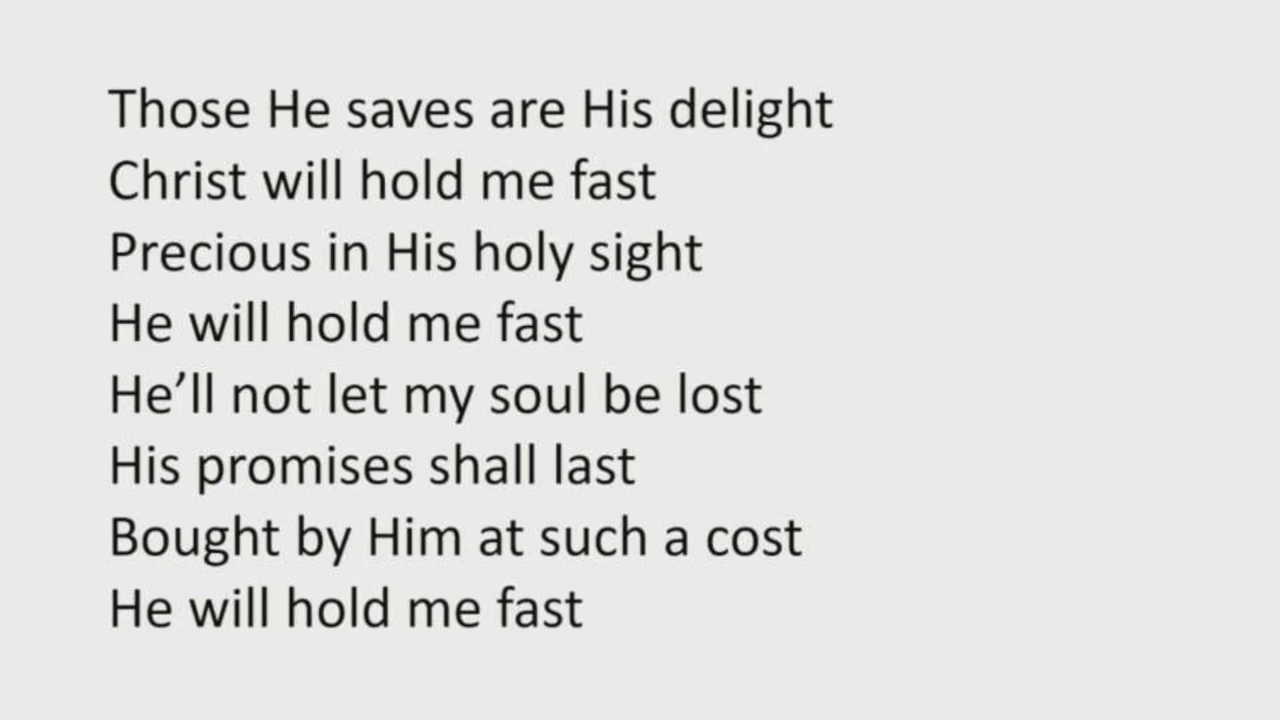 Those He saves are His delight
Christ will hold me fast
Precious in His holy sight
He will hold me fast
He’ll not let my soul be lost
His promises shall last
Bought by Him at such a cost
He will hold me fast